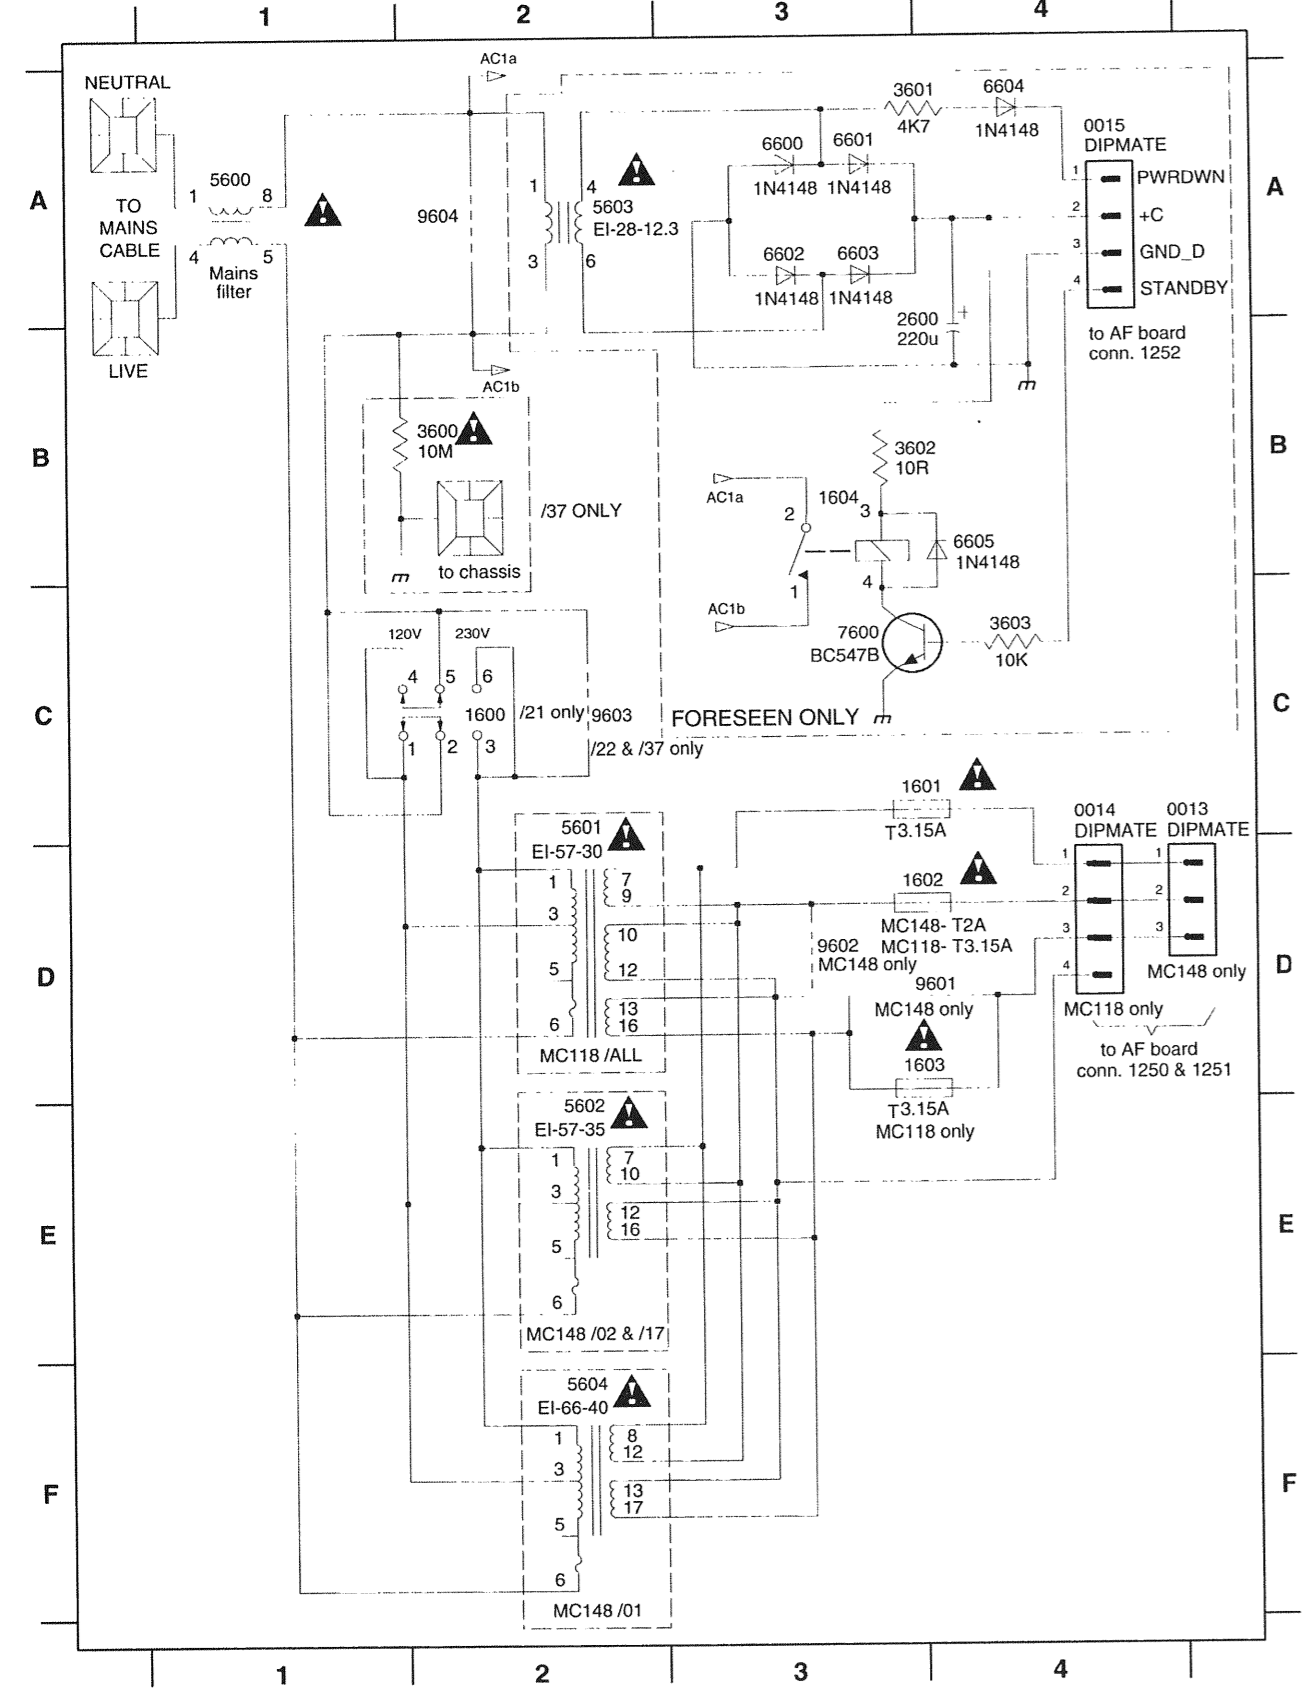 1 2 3 4
AC1a
NEUTRAL
TO
MAINS
CABLE
LIVE
5600
1 8
4 5
Mains
filter
9604
1 4
5603
EI-28-12.3
3 6
3601
4K7
6604
1N4148
6600 6601
1N4148 1N4148
6602 6603
1N4148 1N4148
2600
220u
+
0015
DIPMATE
1 PWRDWN
2 +C
3 GND_D
4 STANDBY
to AF board
conn. 1252
A A
AC1b
3600
10M
/37 ONLY
to chassis
B B
3602
10R
AC1a
1604
2 3
6605
1N4148
1 4
AC1b
7600
BC547B
3603
10K
FORESEEN ONLY
120V 230V
4 5 6
1600
1 2 3
/21 only
9603
/22 & /37 only
C C
1601
T3.15A
1602
MC148- T2A
MC118- T3.15A
9602
MC148 only
9601
MC148 only
1603
T3.15A
MC118 only
0014
DIPMATE
1
2
3
4
MC118 only
0013
DIPMATE
1
2
3
MC148 only
to AF board
conn. 1250 & 1251
5601
EI-57-30
1 7
9
3 10
5 12
13
6 16
MC118 /ALL
D D
5602
EI-57-35
1 7
10
3 12
16
5
6
MC148 /02 & /17
E E
5604
EI-66-40
1 8
12
3 13
17
5
6
MC148 /01
F F
1 2 3 4